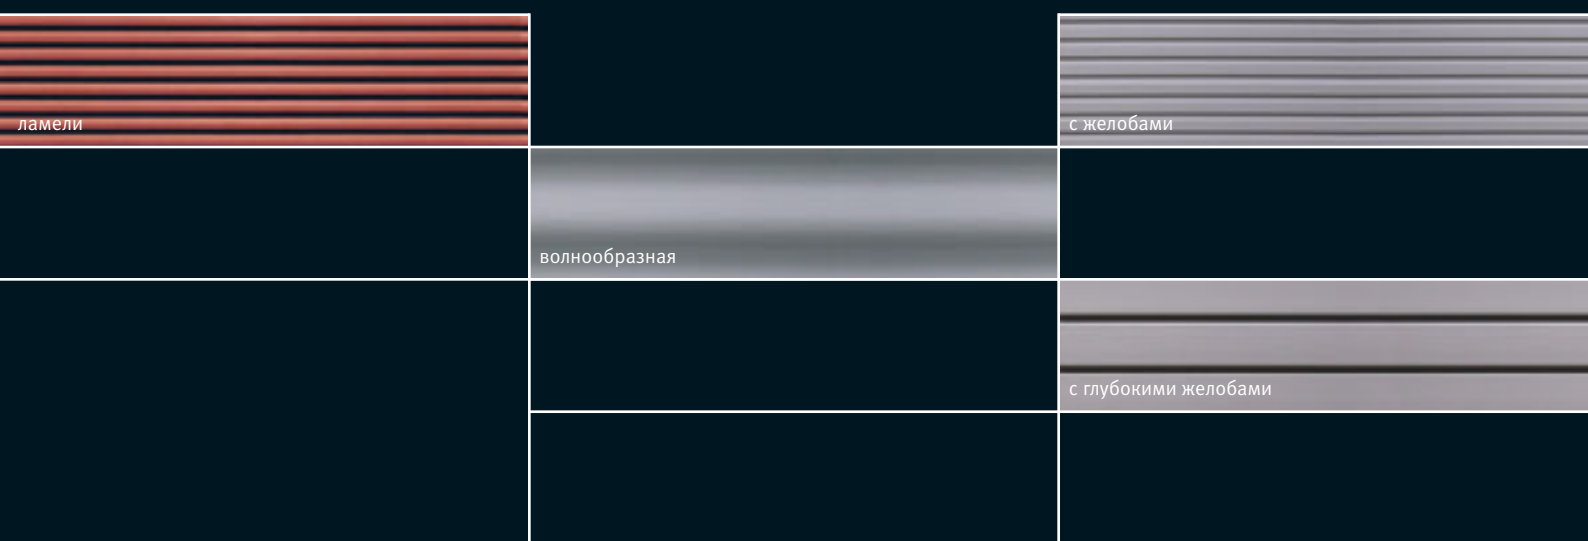 ламели
с желобами
волнообразная
с глубокими желобами